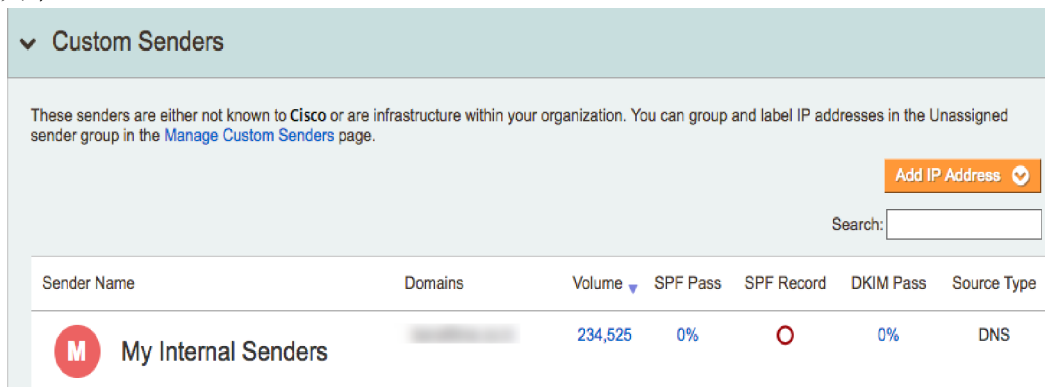 Custom Senders
These senders are either not known to Cisco or are infrastructure within your organization. You can group and label IP addresses in the Unassigned
sender group in the Manage Custom Senders page.
Add IP Address
Search:
Sender Name Domains Volume SPF Pass SPF Record DKIM Pass Source Type
M My Internal Senders 234,525 0% 0% DNS